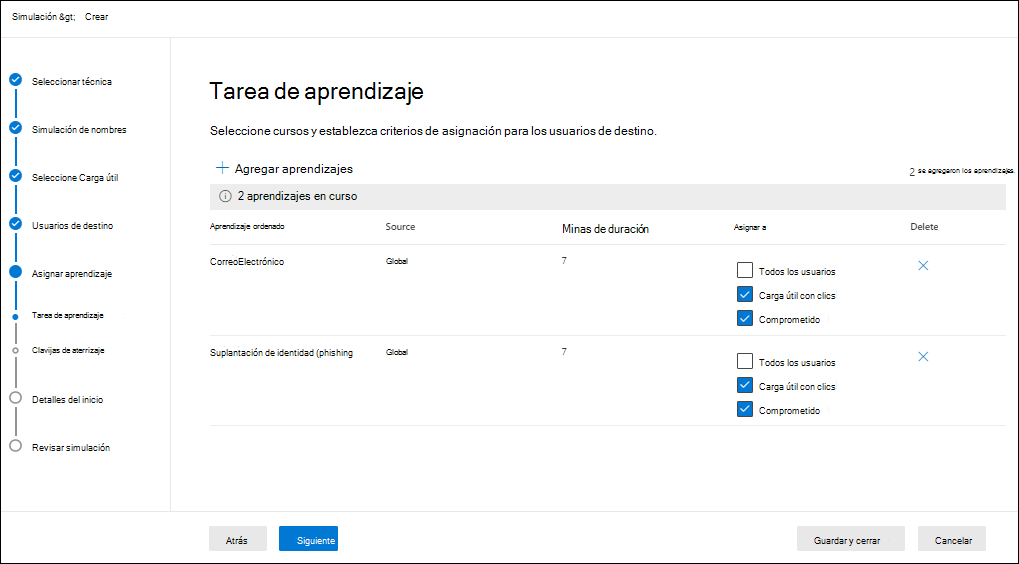 Simulación &gt; Crear
Seleccionar técnica
Simulación de nombres
Seleccione Carga útil
Usuarios de destino
Asignar aprendizaje
Tarea de aprendizaje
Clavijas de aterrizaje
Detalles del inicio
Revisar simulación
Tarea de aprendizaje
Seleccione cursos y establezca criterios de asignación para los usuarios de destino.
Agregar aprendizajes
2 se agregaron los aprendizajes.
2 aprendizajes en curso
Aprendizaje ordenado Source Minas de duración Asignar a Delete
CorreoElectrónico Global 7
Todos los usuarios
Carga útil con clics
Comprometido
Suplantación de identidad (phishing Global 7
Todos los usuarios
Carga útil con clics
Comprometido
Atrás Siguiente Guardar y cerrar Cancelar